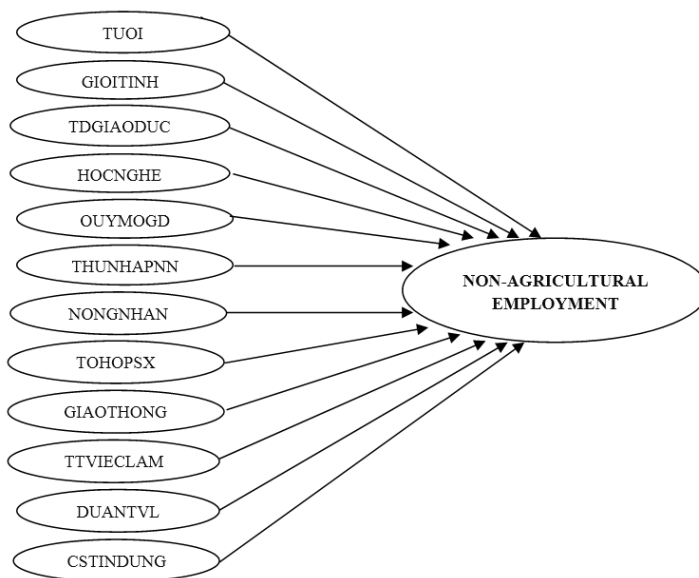 TUOI
GIOITINH
TDGIAODUC
HOCNGHE
OUYMOGD
THUNHAPNN
NONGNHAN
TOHOPSX
GIAOTHONG
TTVIECLAM
DUANTVL
CSTINDUNG
NON-AGRICULTURAL
EMPLOYMENT